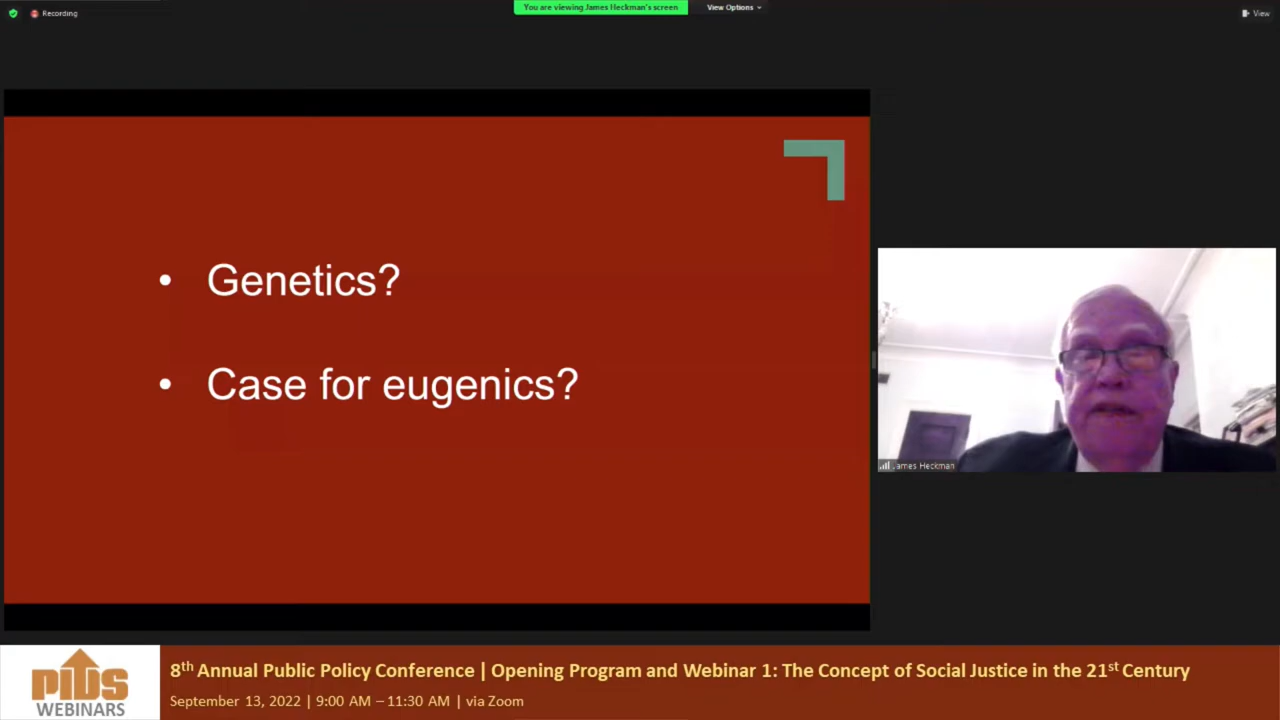 Recording
You are viewing James Heckman's screen
View Options
View
• Genetics?
• Case for eugenics?
James Heckman
PIDS
WEBINARS
8th Annual Public Policy Conference | Opening Program and Webinar 1: The Concept of Social Justice in the 21st Century
September 13, 2022 | 9:00 AM – 11:30 AM | via Zoom